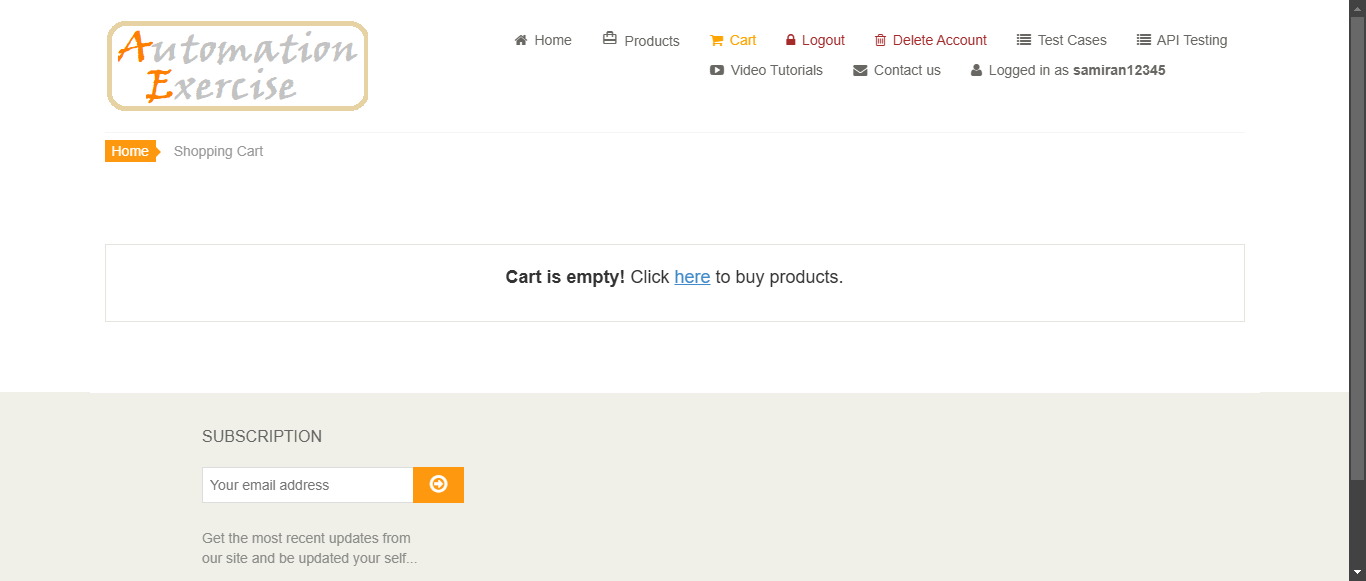 Automation
Exercise
Home Products Cart Logout Delete Account Test Cases API Testing
Video Tutorials Contact us Logged in as samiran12345
Home Shopping Cart
Cart is empty! Click here to buy products.
SUBSCRIPTION
Your email address
Get the most recent updates from
our site and be updated your self...